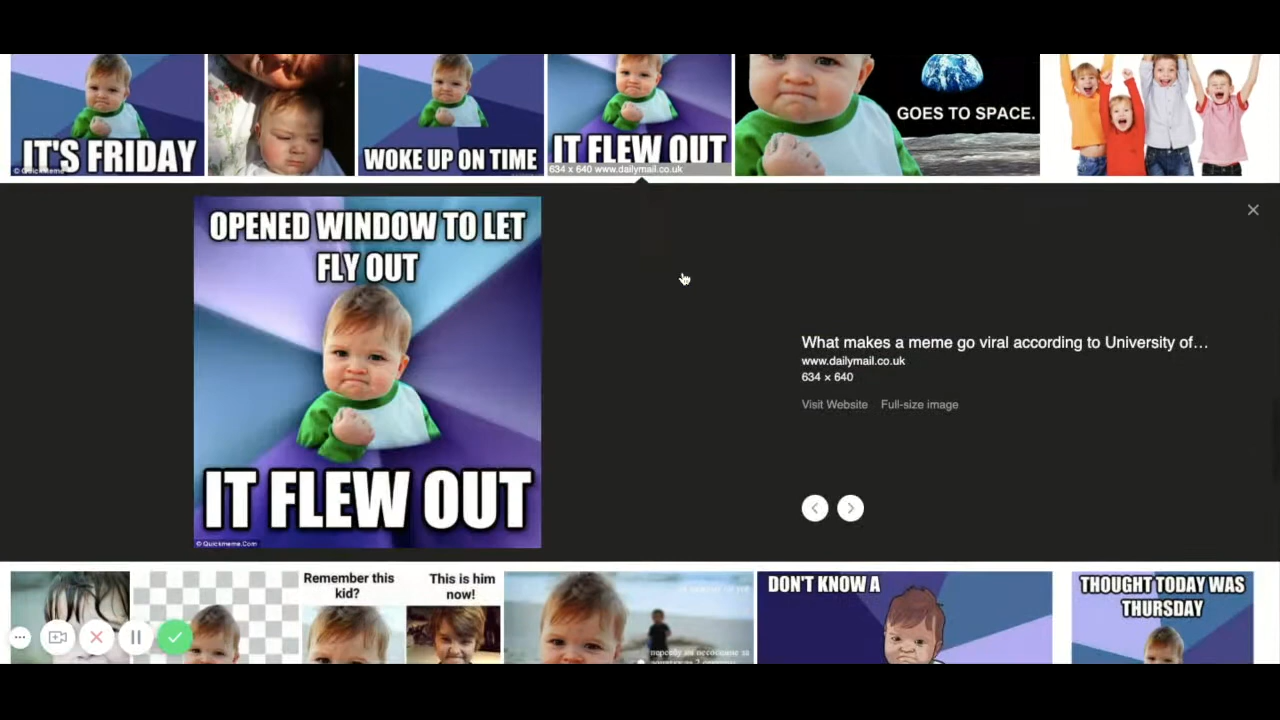 IT'S FRIDAY
© QuickMeme
WOKE UP ON TIME
IT FLEW OUT
634 x 640 www.dailymail.co.uk
GOES TO SPACE.
OPENED WINDOW TO LET
FLY OUT
IT FLEW OUT
© Quickmeme.Com
What makes a meme go viral according to University of...
www.dailymail.co.uk
634 × 640
Visit Website Full-size image
Remember this
kid?
This is him
now!
DON'T KNOW A
THOUGHT TODAY WAS
THURSDAY